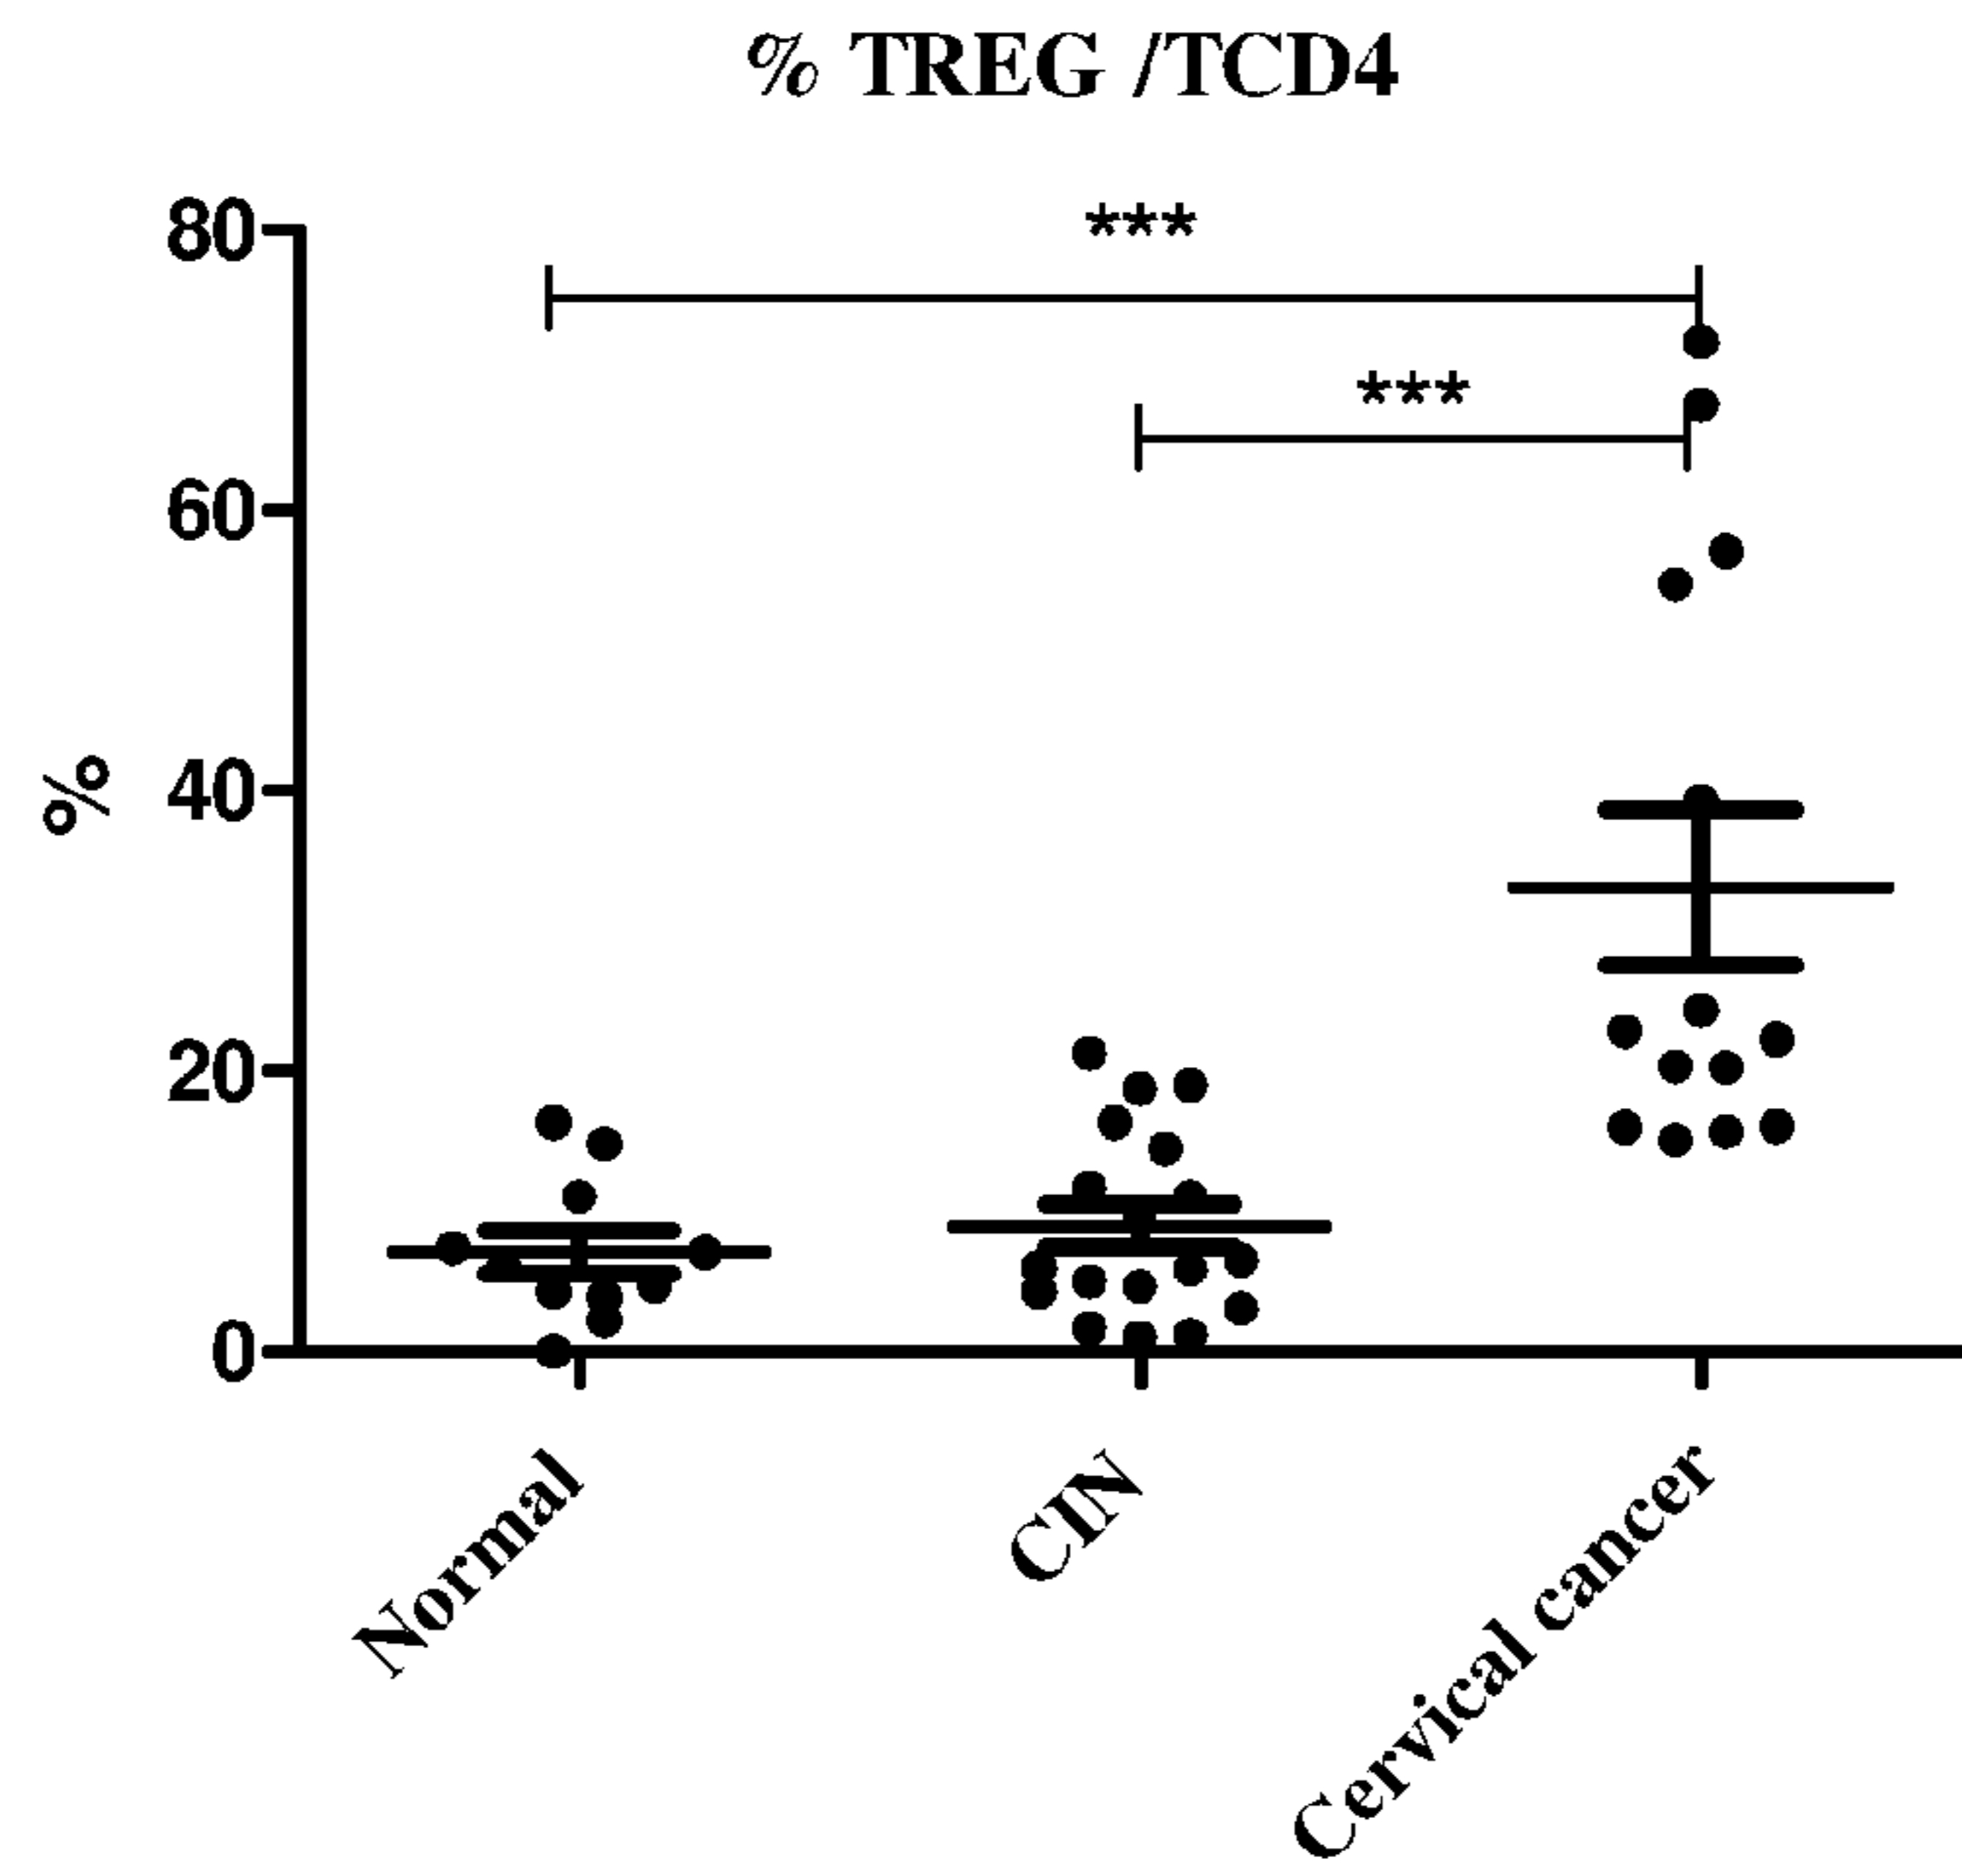 % TREG /TCD4
***
***
80
60
40
20
0
%
Normal
CIN
Cervical cancer